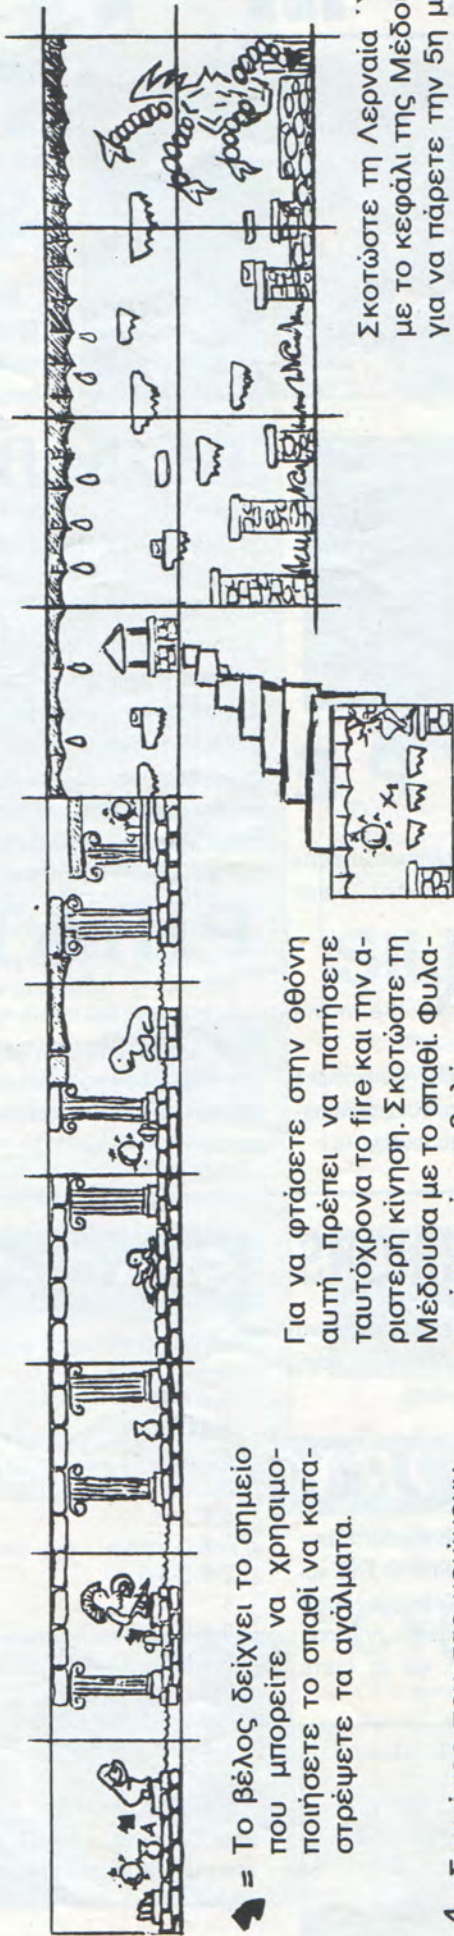 = Το βέλος δείχνει το σημείο
που μπορείτε να χρησιμο-
ποιήσετε το σπαθί να κατα-
στρέψετε τα αγάλματα.
Για να φτάσετε στην οθόνη
αυτή πρέπει να πατήσετε
ταυτόχρονα το fire και την α-
ριστερή κίνηση. Σκοτώστε τη
Μέδουσα με το σπαθί. Φυλα-
Σκοτώστε τη Λερναία
με το κεφάλι της Μέδο
για να πάρετε την 5η μ
A
X₁